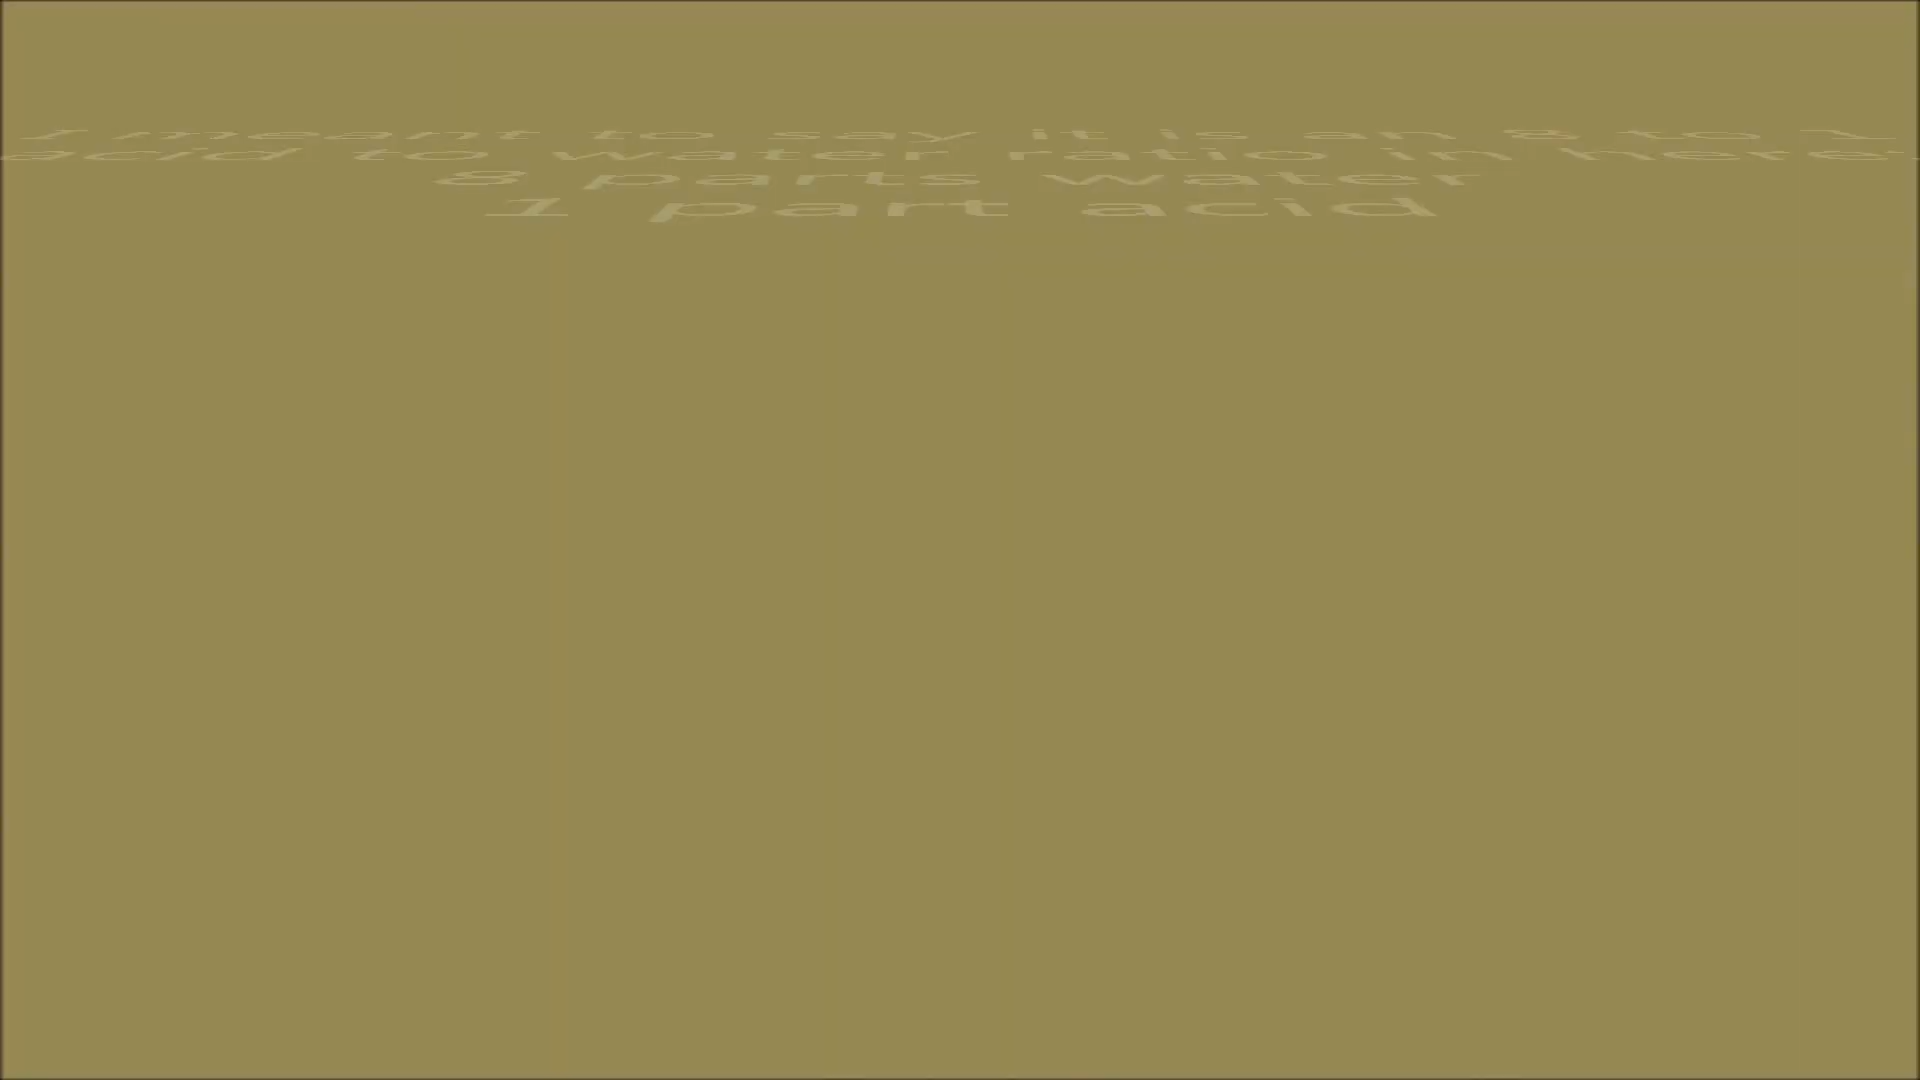 I meant to say it is an 8 to 1
acid to water ratio in here.
8 parts water
1 part acid